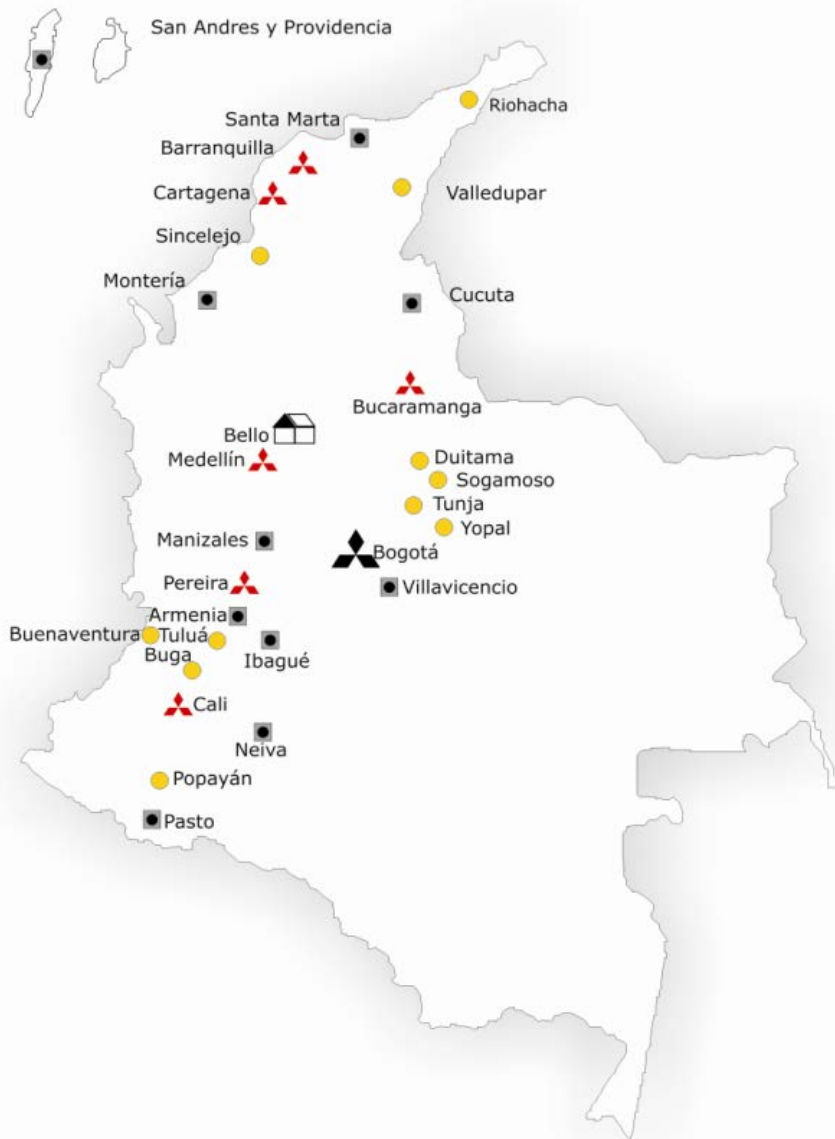 San Andres y Providencia
Riohacha
Santa Marta
Barranquilla
Cartagena
Valledupar
Sincelejo
Montería
Cucuta
Bucaramanga
Bello
Medellín
Duitama
Sogamoso
Tunja
Yopal
Manizales
Bogotá
Pereira
Villavicencio
Armenia
Buenaventura
Tuluá
Buga
Ibagué
Cali
Neiva
Popayán
Pasto